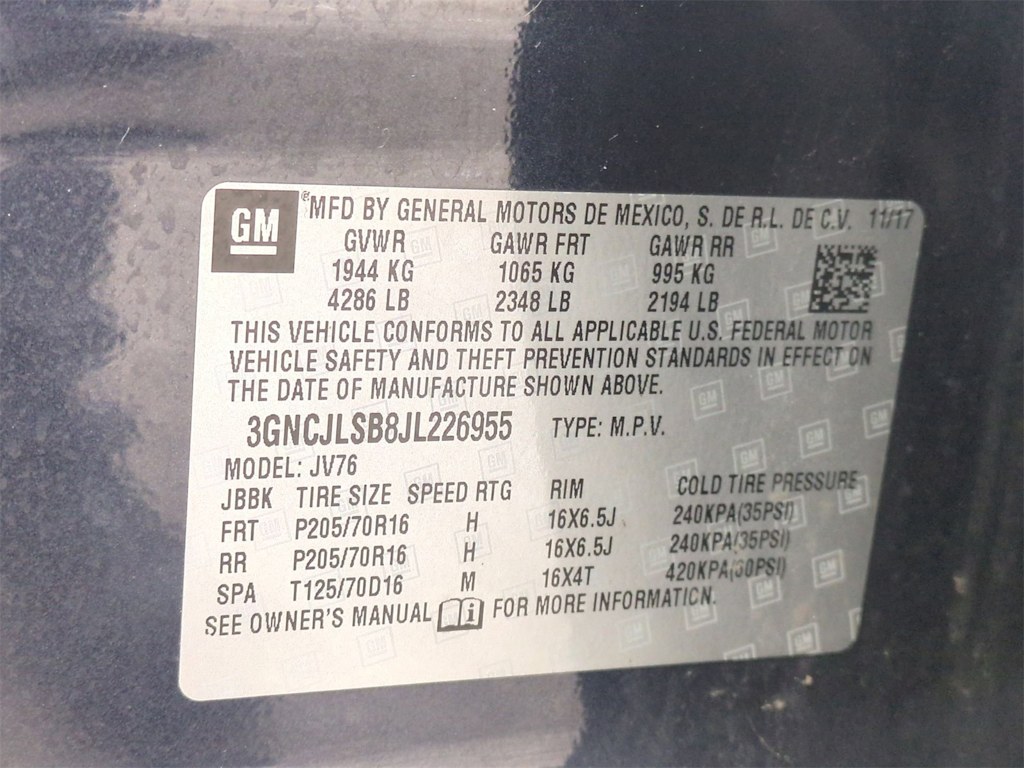 GM ® MFD BY GENERAL MOTORS DE MEXICO, S. DE R.L. DE C.V. 11/17
GVWR GAWR FRT GAWR RR
1944 KG 1065 KG 995 KG
4286 LB 2348 LB 2194 LB
THIS VEHICLE CONFORMS TO ALL APPLICABLE U.S. FEDERAL MOTOR
VEHICLE SAFETY AND THEFT PREVENTION STANDARDS IN EFFECT ON
THE DATE OF MANUFACTURE SHOWN ABOVE.
3GNCJLSB8JL226955 TYPE: M.P.V.
MODEL: JV76
JBBK TIRE SIZE SPEED RTG RIM COLD TIRE PRESSURE
FRT P205/70R16 H 16X6.5J 240KPA(35PSI)
RR P205/70R16 H 16X6.5J 240KPA(35PSI)
SPA T125/70D16 M 16X4T 420KPA(60PSI)
SEE OWNER'S MANUAL i FOR MORE INFORMATION.